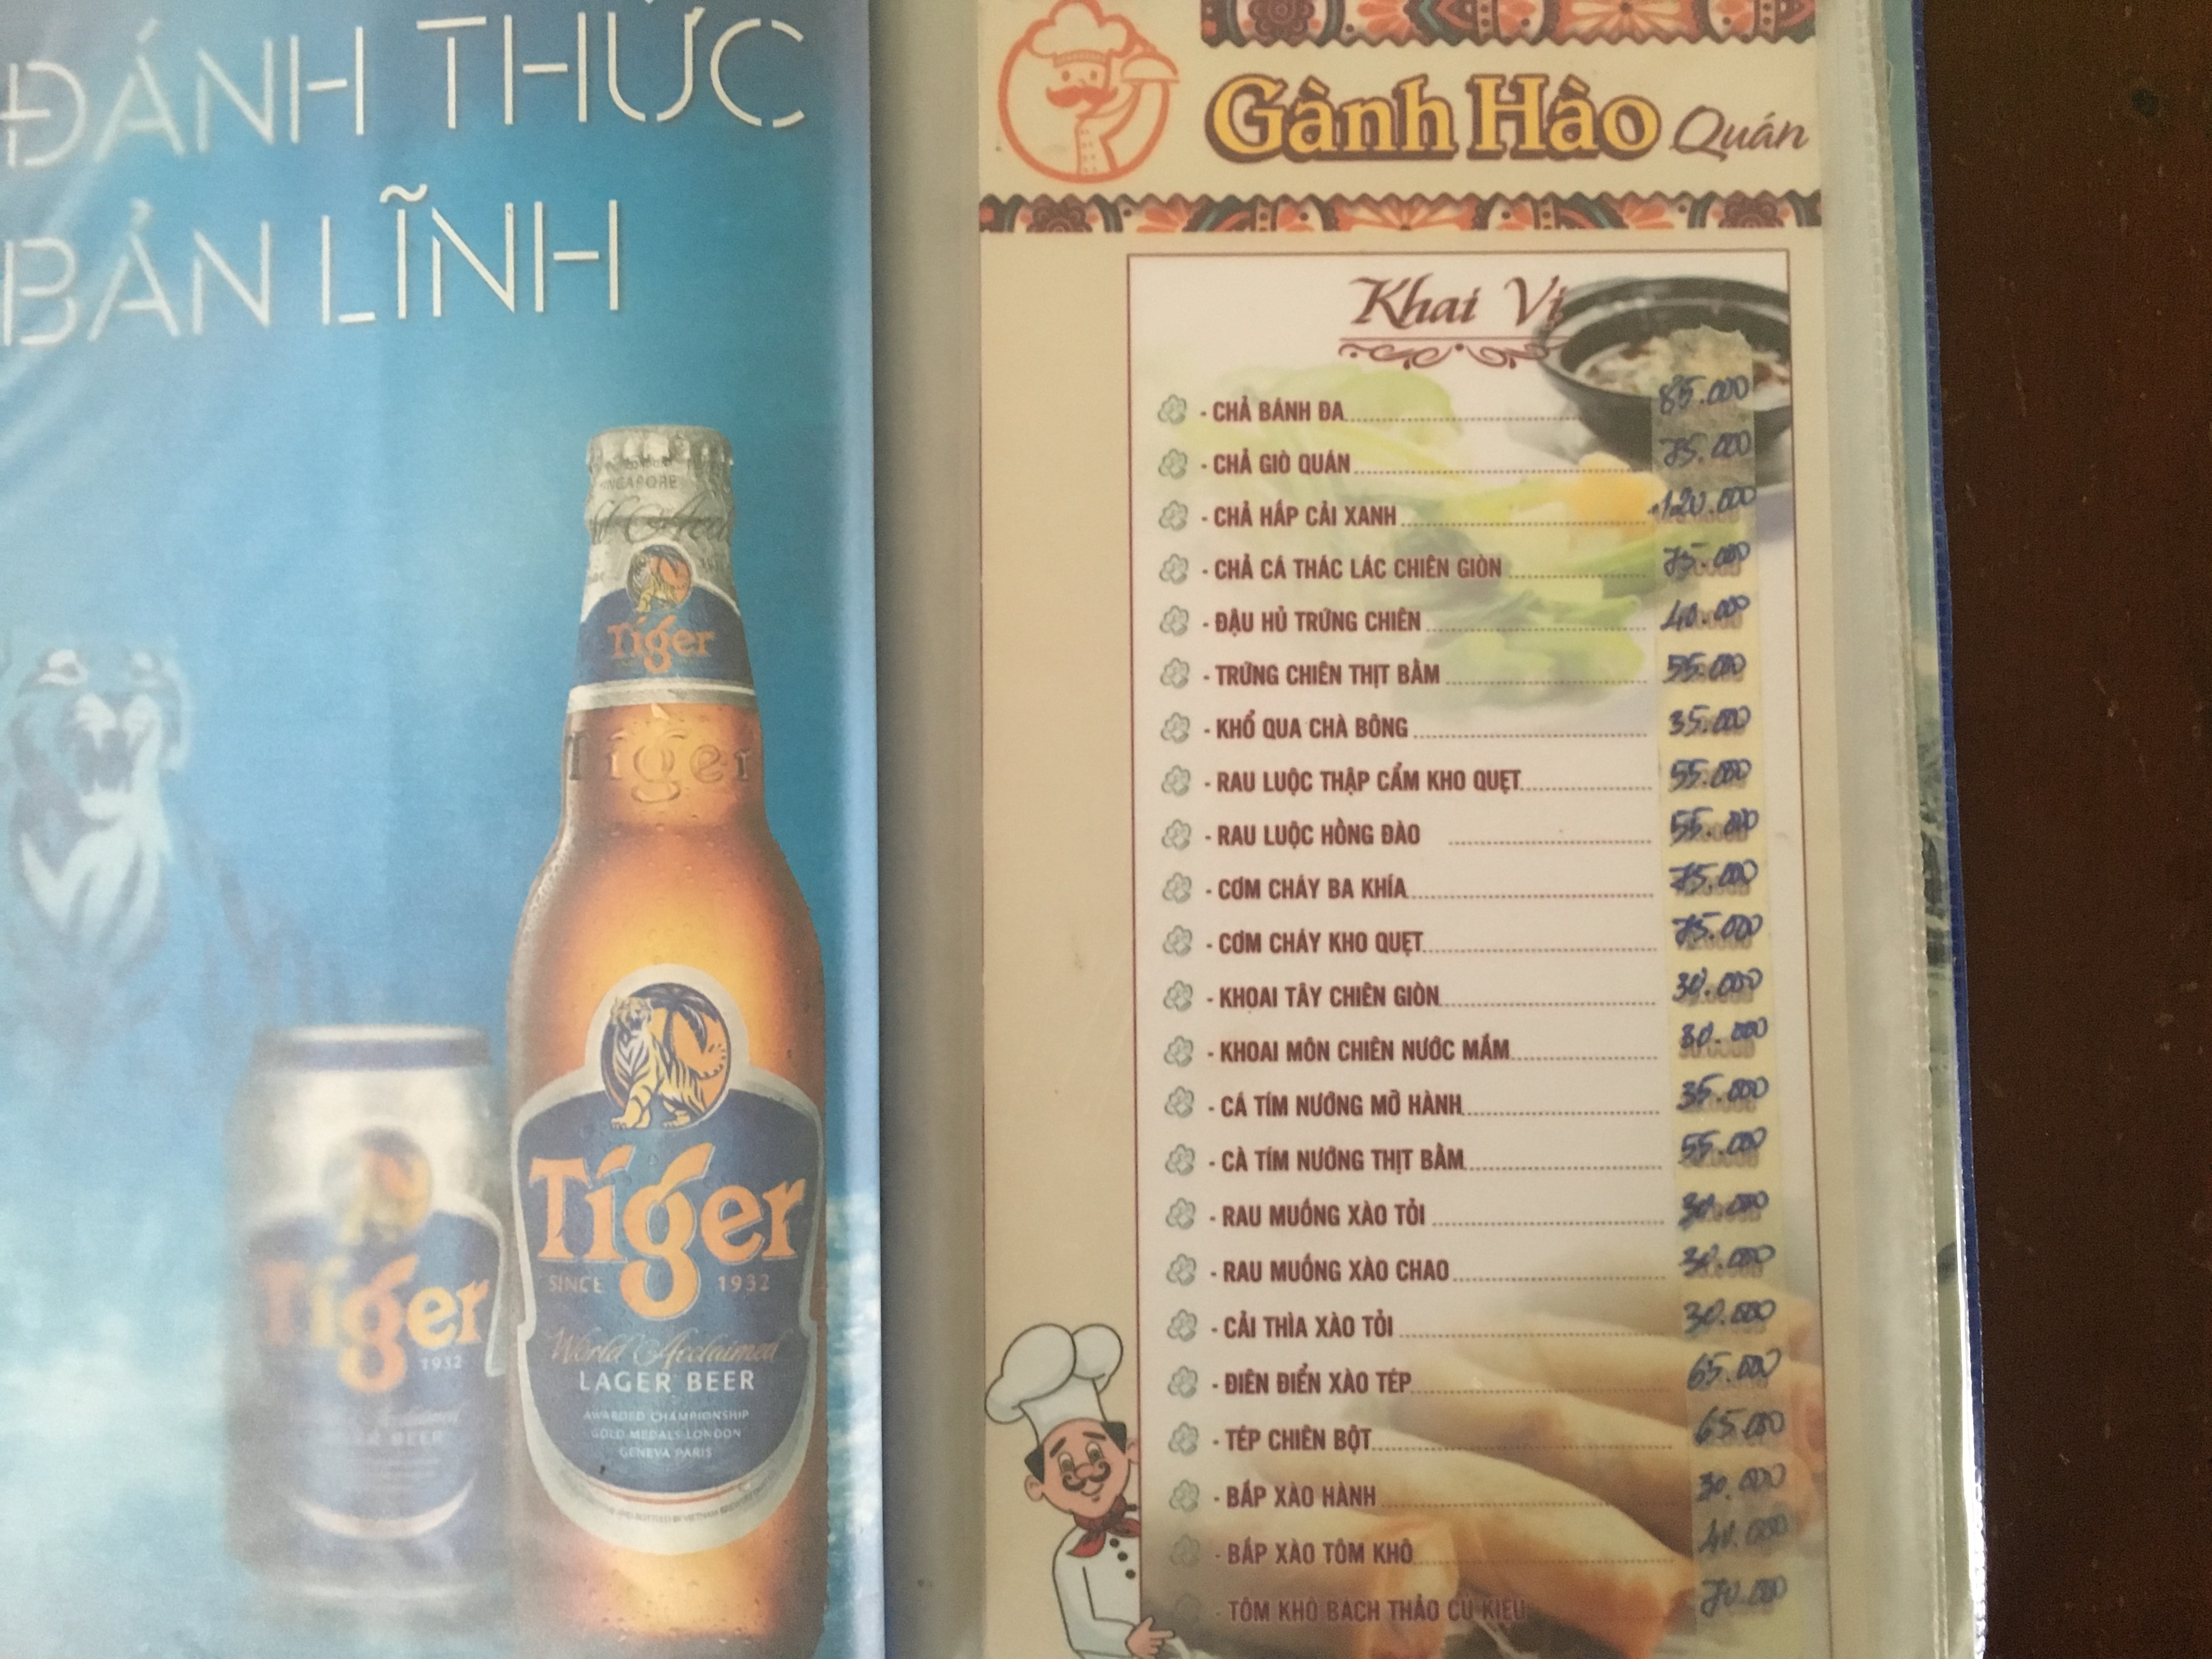 ĐÁNH THỨC
BẢN LĨNH
SINGAPORE
Tiger
Tiger
Tiger
SINCE 1932
World Acclaimed
LAGER BEER
AWARDED CHAMPIONSHIP
GOLD MEDALS LONDON
GENEVA PARIS
Tiger
1932
Gành Hào Quán
Khai Vị
- CHẢ BÁNH ĐA 85.000
- CHẢ GIÒ QUÁN 75.000
- CHẢ HẤP CẢI XANH 120.000
- CHẢ CÁ THÁC LÁC CHIÊN GIÒN 75.000
- ĐẬU HỦ TRỨNG CHIÊN 40.000
- TRỨNG CHIÊN THỊT BẰM 55.000
- KHỔ QUA CHÀ BÔNG 35.000
- RAU LUỘC THẬP CẨM KHO QUẸT 55.000
- RAU LUỘC HỒNG ĐÀO 55.000
- CƠM CHÁY BA KHÍA 75.000
- CƠM CHÁY KHO QUẸT 75.000
- KHOAI TÂY CHIÊN GIÒN 30.000
- KHOAI MÔN CHIÊN NƯỚC MẮM 30.000
- CÁ TÍM NƯỚNG MỠ HÀNH 35.000
- CÀ TÍM NƯỚNG THỊT BẰM 55.000
- RAU MUỐNG XÀO TỎI 30.000
- RAU MUỐNG XÀO CHAO 30.000
- CẢI THÌA XÀO TỎI 30.000
- ĐIÊN ĐIỂN XÀO TÉP 65.000
- TÉP CHIÊN BỘT 65.000
- BẮP XÀO HÀNH 30.000
- BẮP XÀO TÔM KHÔ 40.000
- TÔM KHÔ BÁCH THẢO CỦ KIỆU 70.000